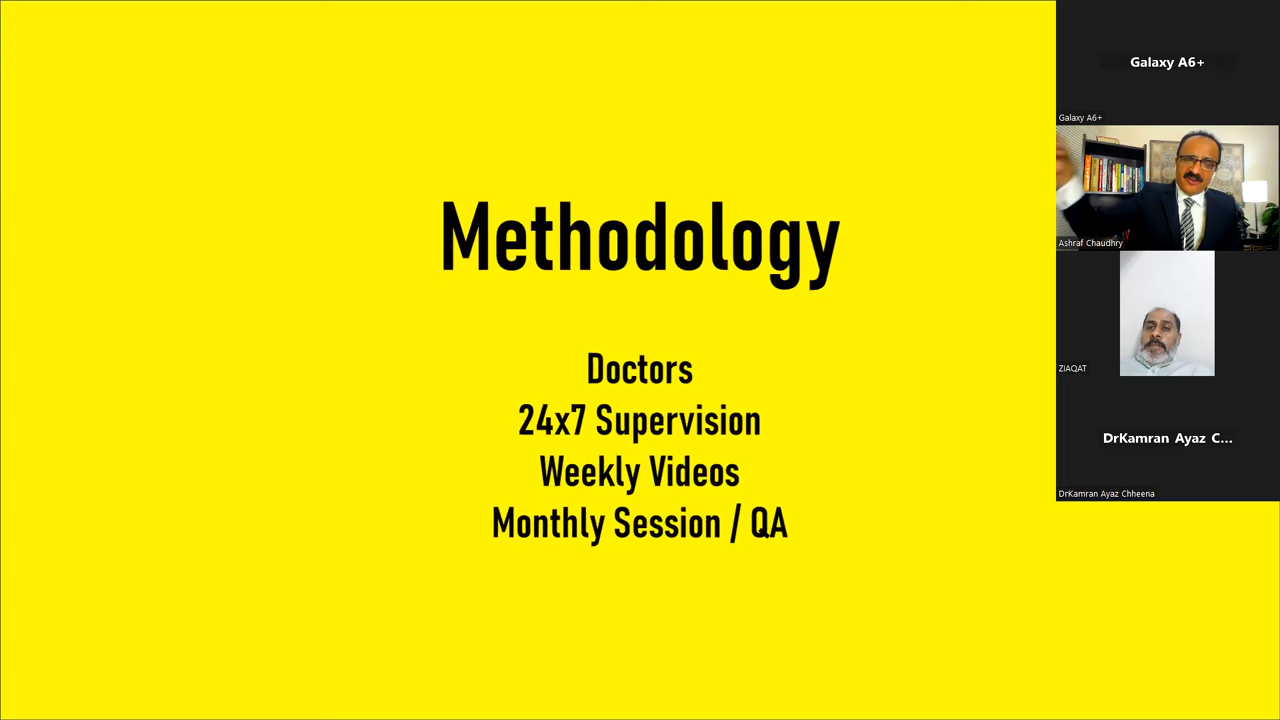 Methodology
Doctors
24x7 Supervision
Weekly Videos
Monthly Session / QA
Galaxy A6+
Galaxy A6+
Ashraf Chaudhry
ZIAQAT
DrKamran Ayaz C...
DrKamran Ayaz Chheena